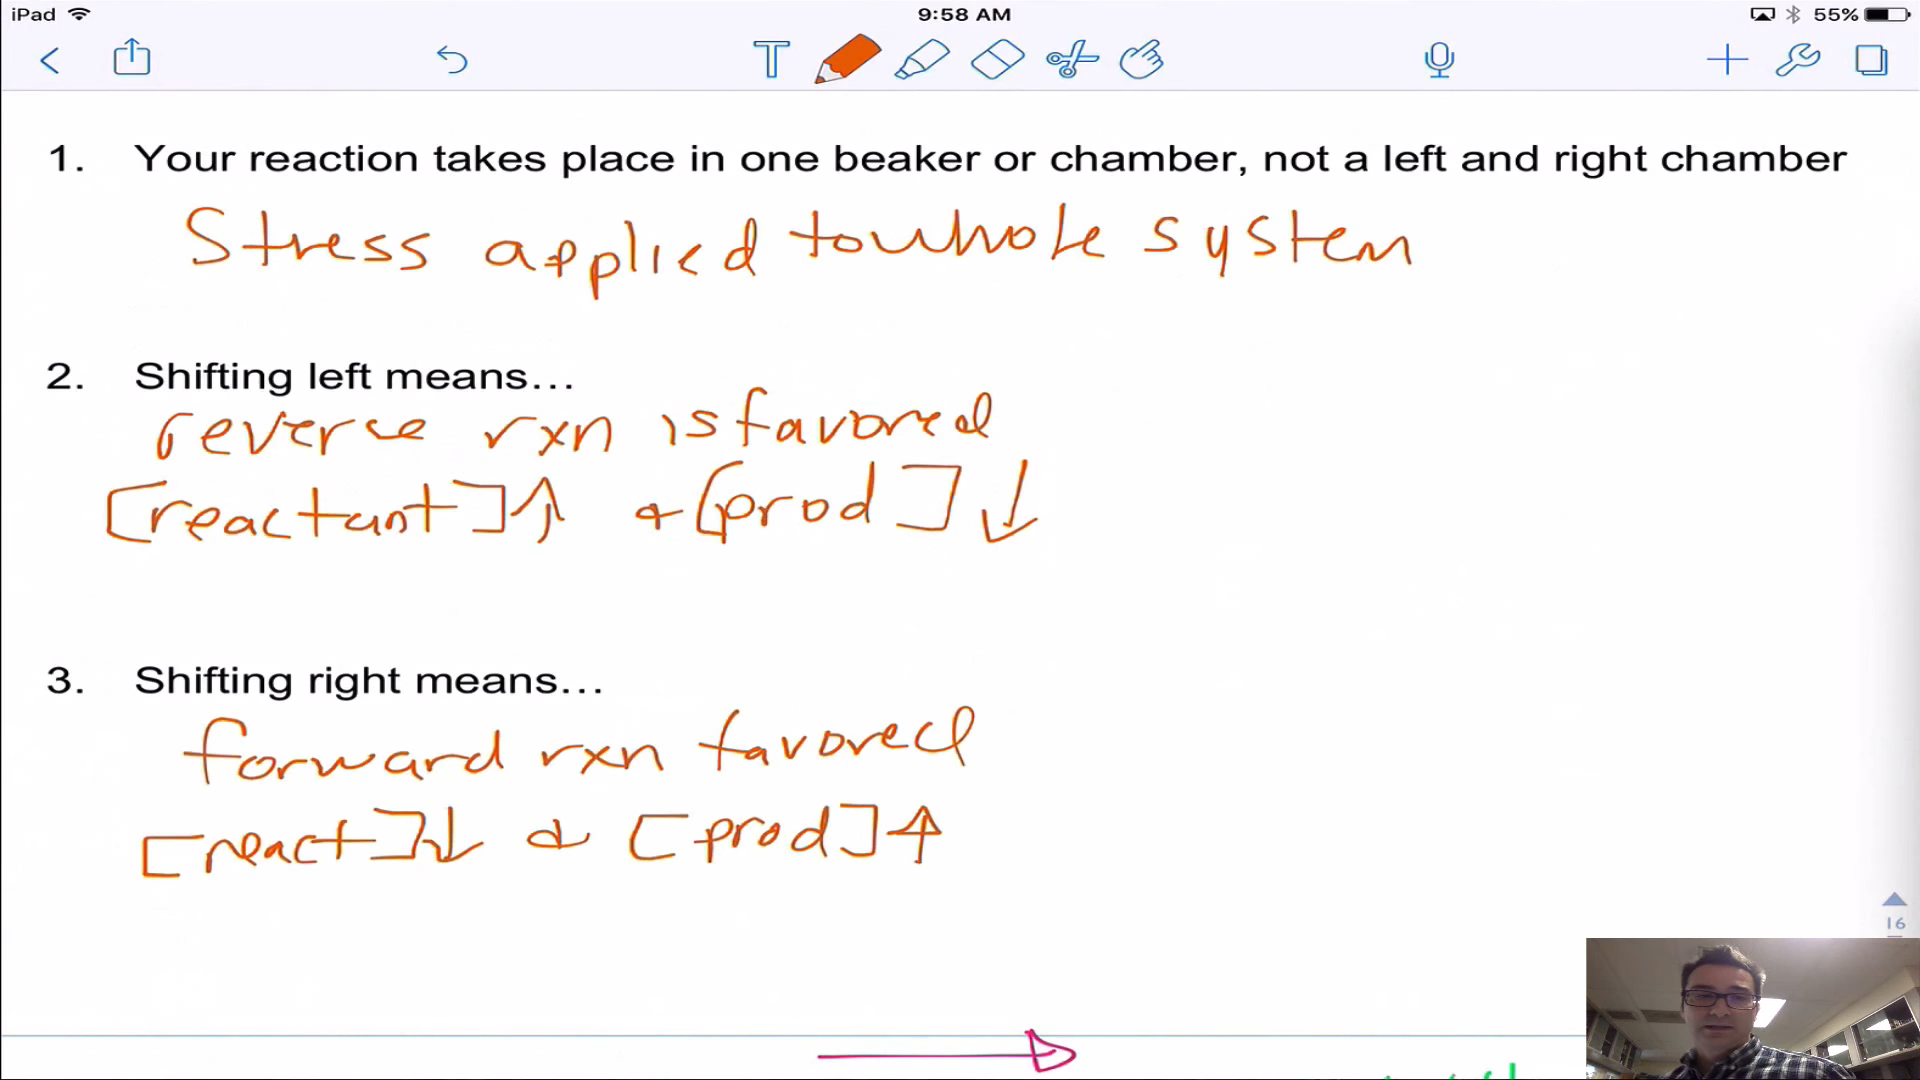 iPad 9:58 AM 55%
T
1. Your reaction takes place in one beaker or chamber, not a left and right chamber
Stress applied to whole system
2. Shifting left means…
reverse rxn is favored
[reactant]↑ + [prod]↓
3. Shifting right means…
forward rxn favored
[react]↓ + [prod]↑
16